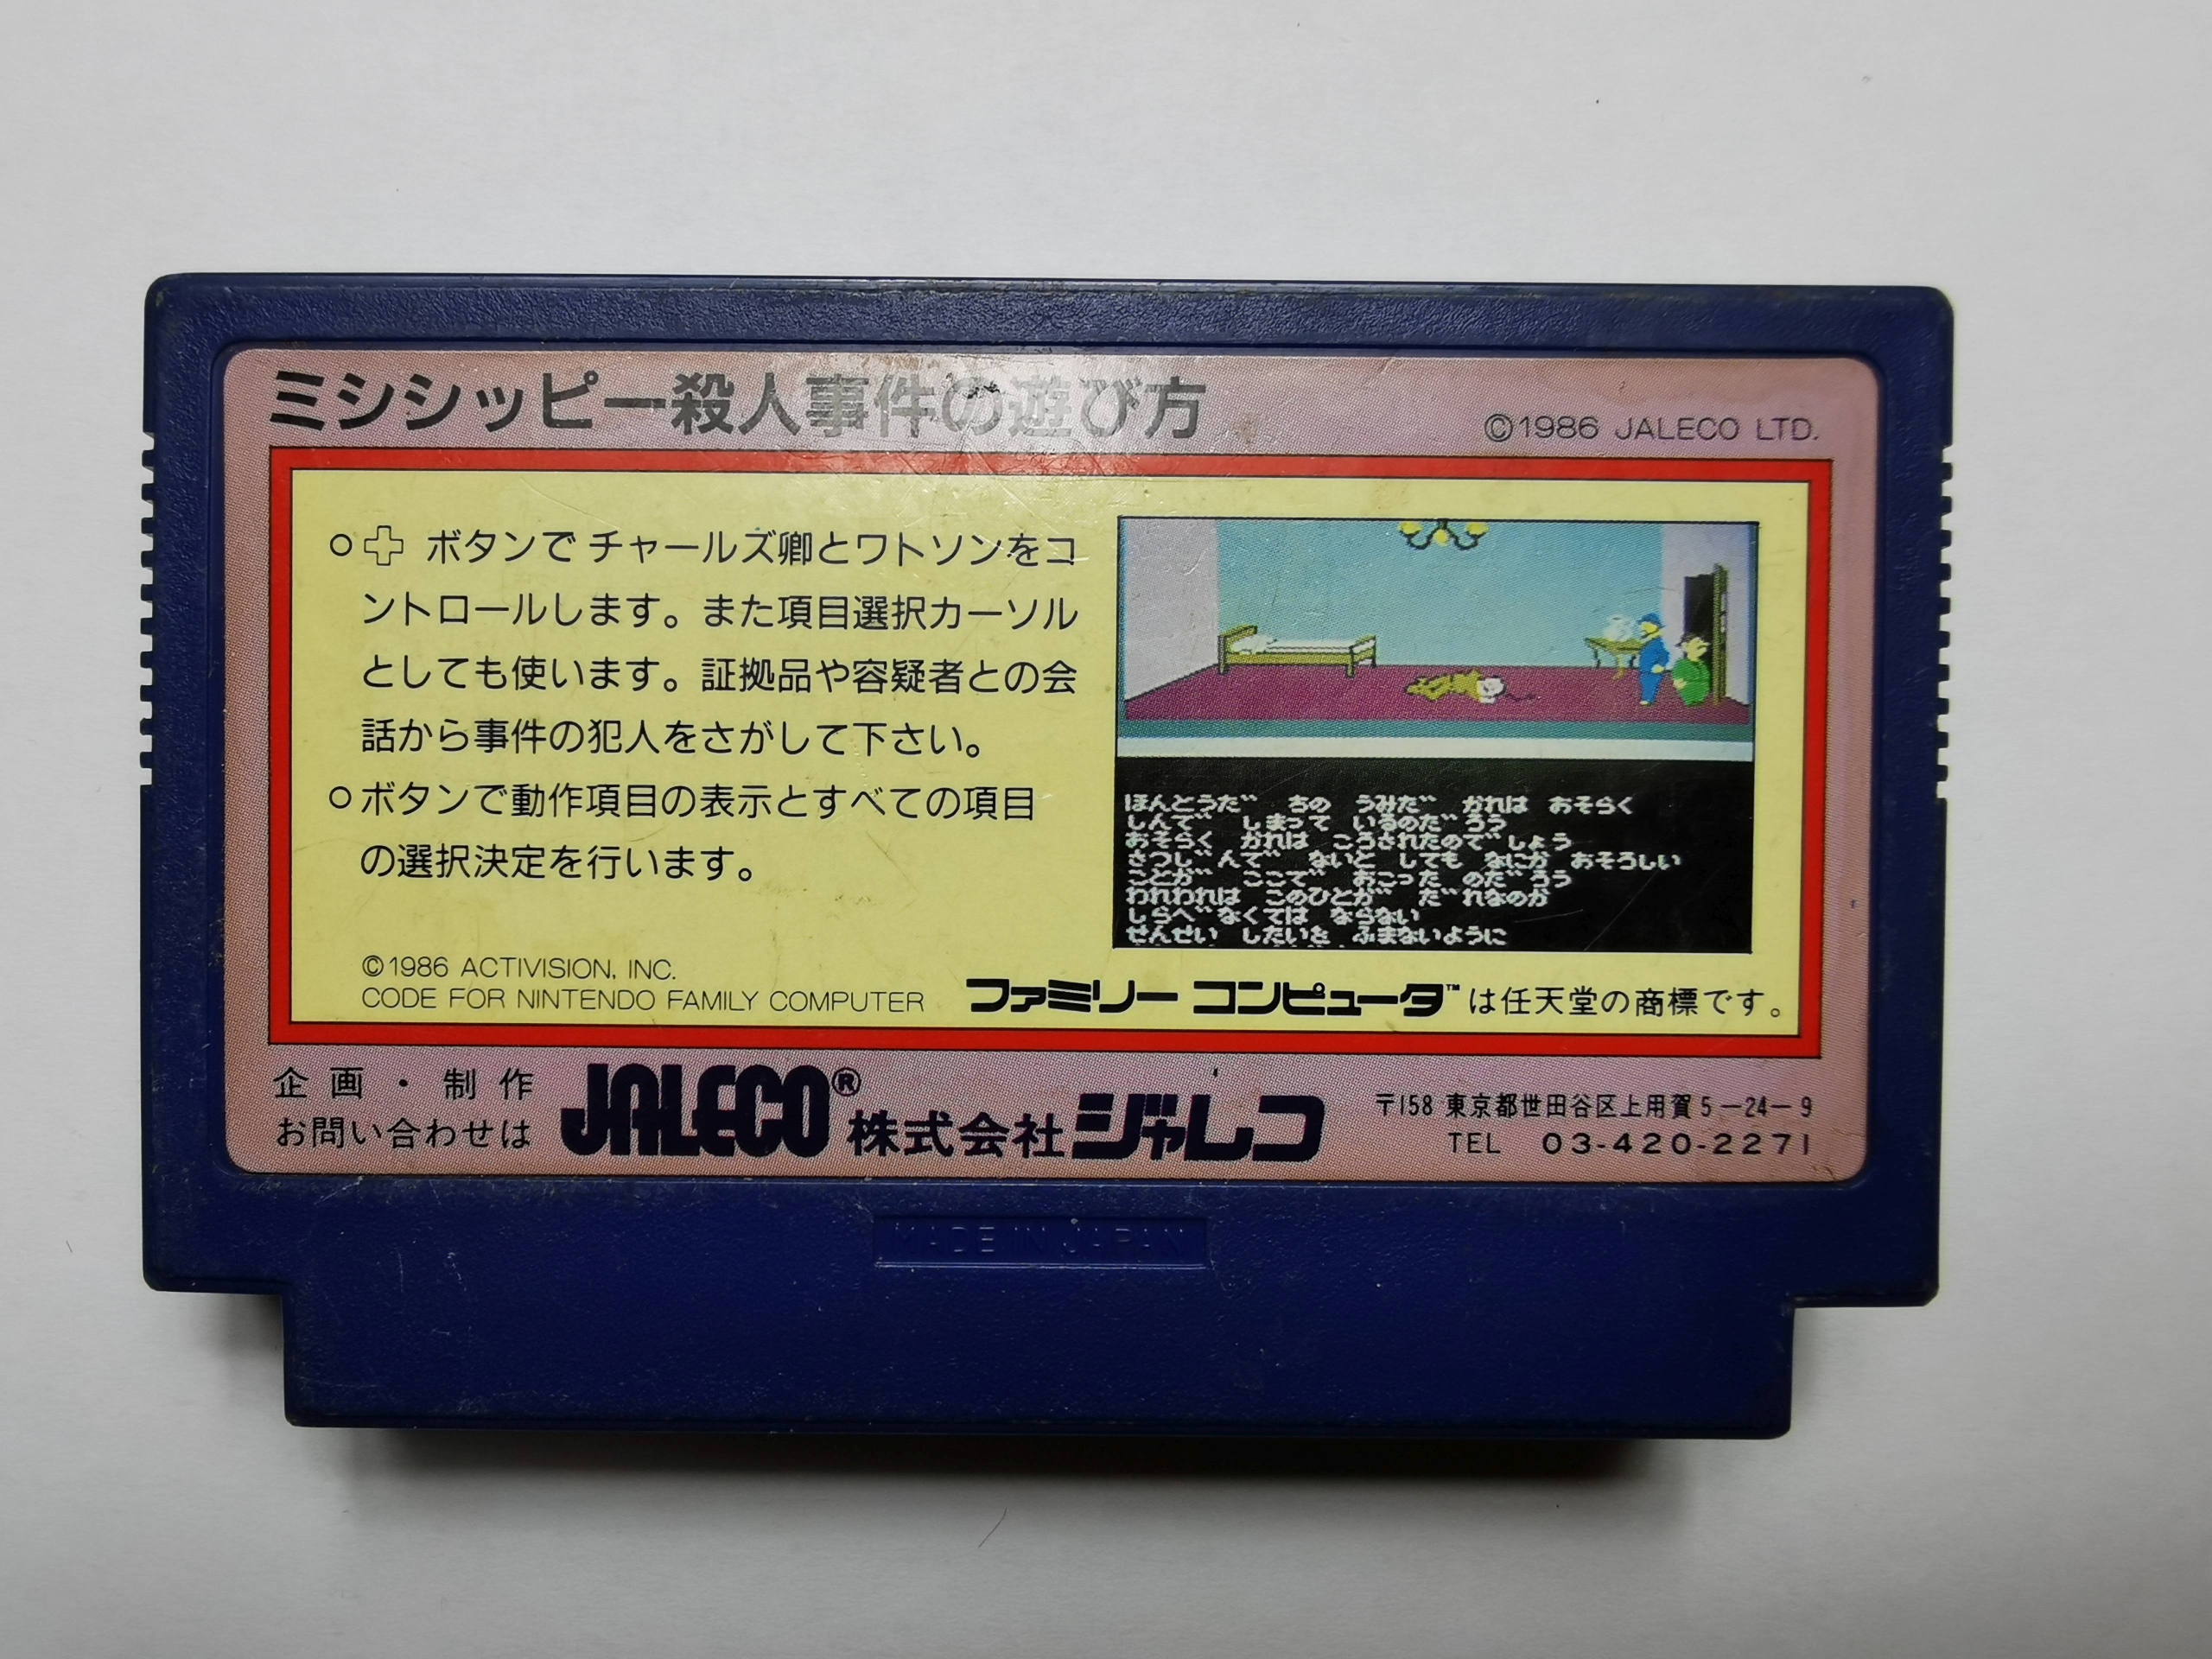 ミシシッピー殺人事件の遊び方
©1986 JALECO LTD.
○✚ ボタンでチャールズ卿とワトソンをコ
ントロールします。また項目選択カーソル
としても使います。証拠品や容疑者との会
話から事件の犯人をさがして下さい。
○ボタンで動作項目の表示とすべての項目
の選択決定を行います。
ほんとうだ ちの うみだ かれは おそらく
しんで しまって いるのだろう
おそらく かれは こうされたのでしょう
さつじんで ないと しても なにか おそろしい
ことが ここで おこった のだろう
われわれは このひとが だれなのか
しらべなくては ならない
せんせい したいを ふまないように
©1986 ACTIVISION, INC.
CODE FOR NINTENDO FAMILY COMPUTER
ファミリー コンピュータ™は任天堂の商標です。
企画・制作
お問い合わせは
JALECO®株式会社ジャレコ
〒158 東京都世田谷区上用賀5-24-9
TEL 03-420-2271
MADE IN JAPAN